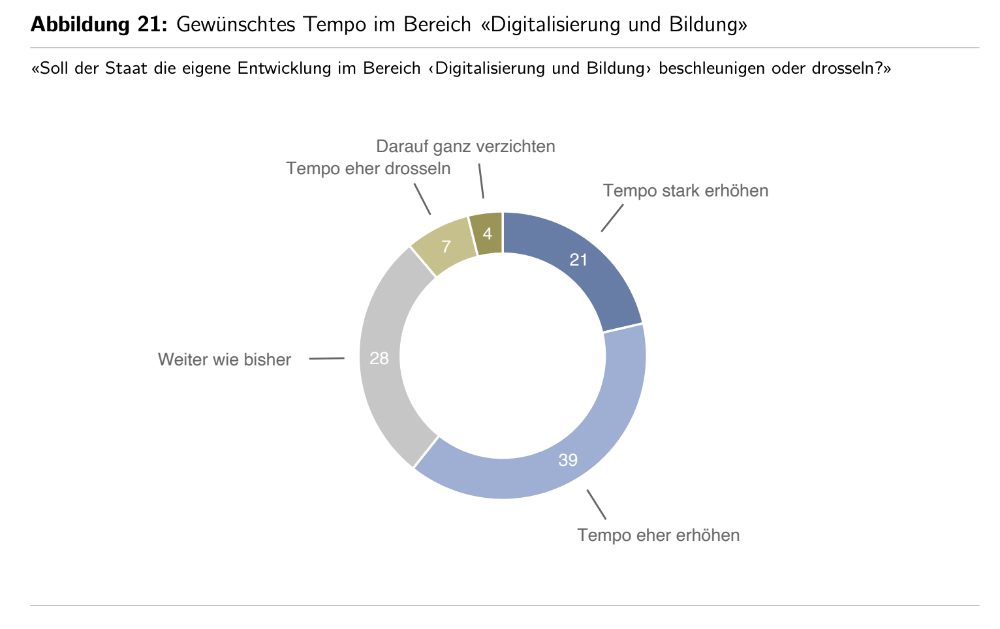 Abbildung 21: Gewünschtes Tempo im Bereich «Digitalisierung und Bildung»
«Soll der Staat die eigene Entwicklung im Bereich ‹Digitalisierung und Bildung› beschleunigen oder drosseln?»
Darauf ganz verzichten
Tempo eher drosseln
Tempo stark erhöhen
4
7
21
Weiter wie bisher
28
39
Tempo eher erhöhen